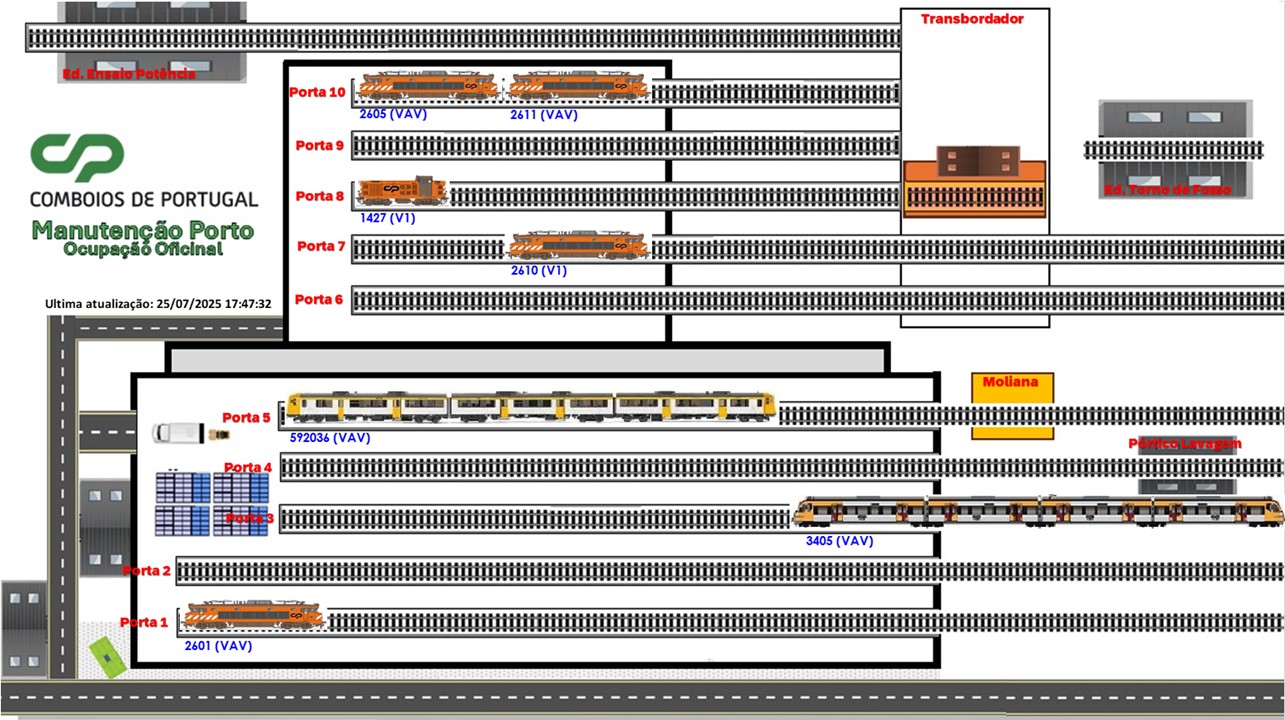 Transbordador
Ed. Ensaio Potência
Porta 10
2605 (VAV)
2611 (VAV)
Porta 9
CP
COMBOIOS DE PORTUGAL
Manutenção Porto
Ocupação Oficinal
Porta 8
1427 (V1)
Ed. Torno de Fosso
Porta 7
2610 (V1)
Porta 6
Ultima atualização: 25/07/2025 17:47:32
Moliana
Porta 5
592036 (VAV)
Pórtico Lavagem
Porta 4
Porta 3
3405 (VAV)
Porta 2
Porta 1
2601 (VAV)